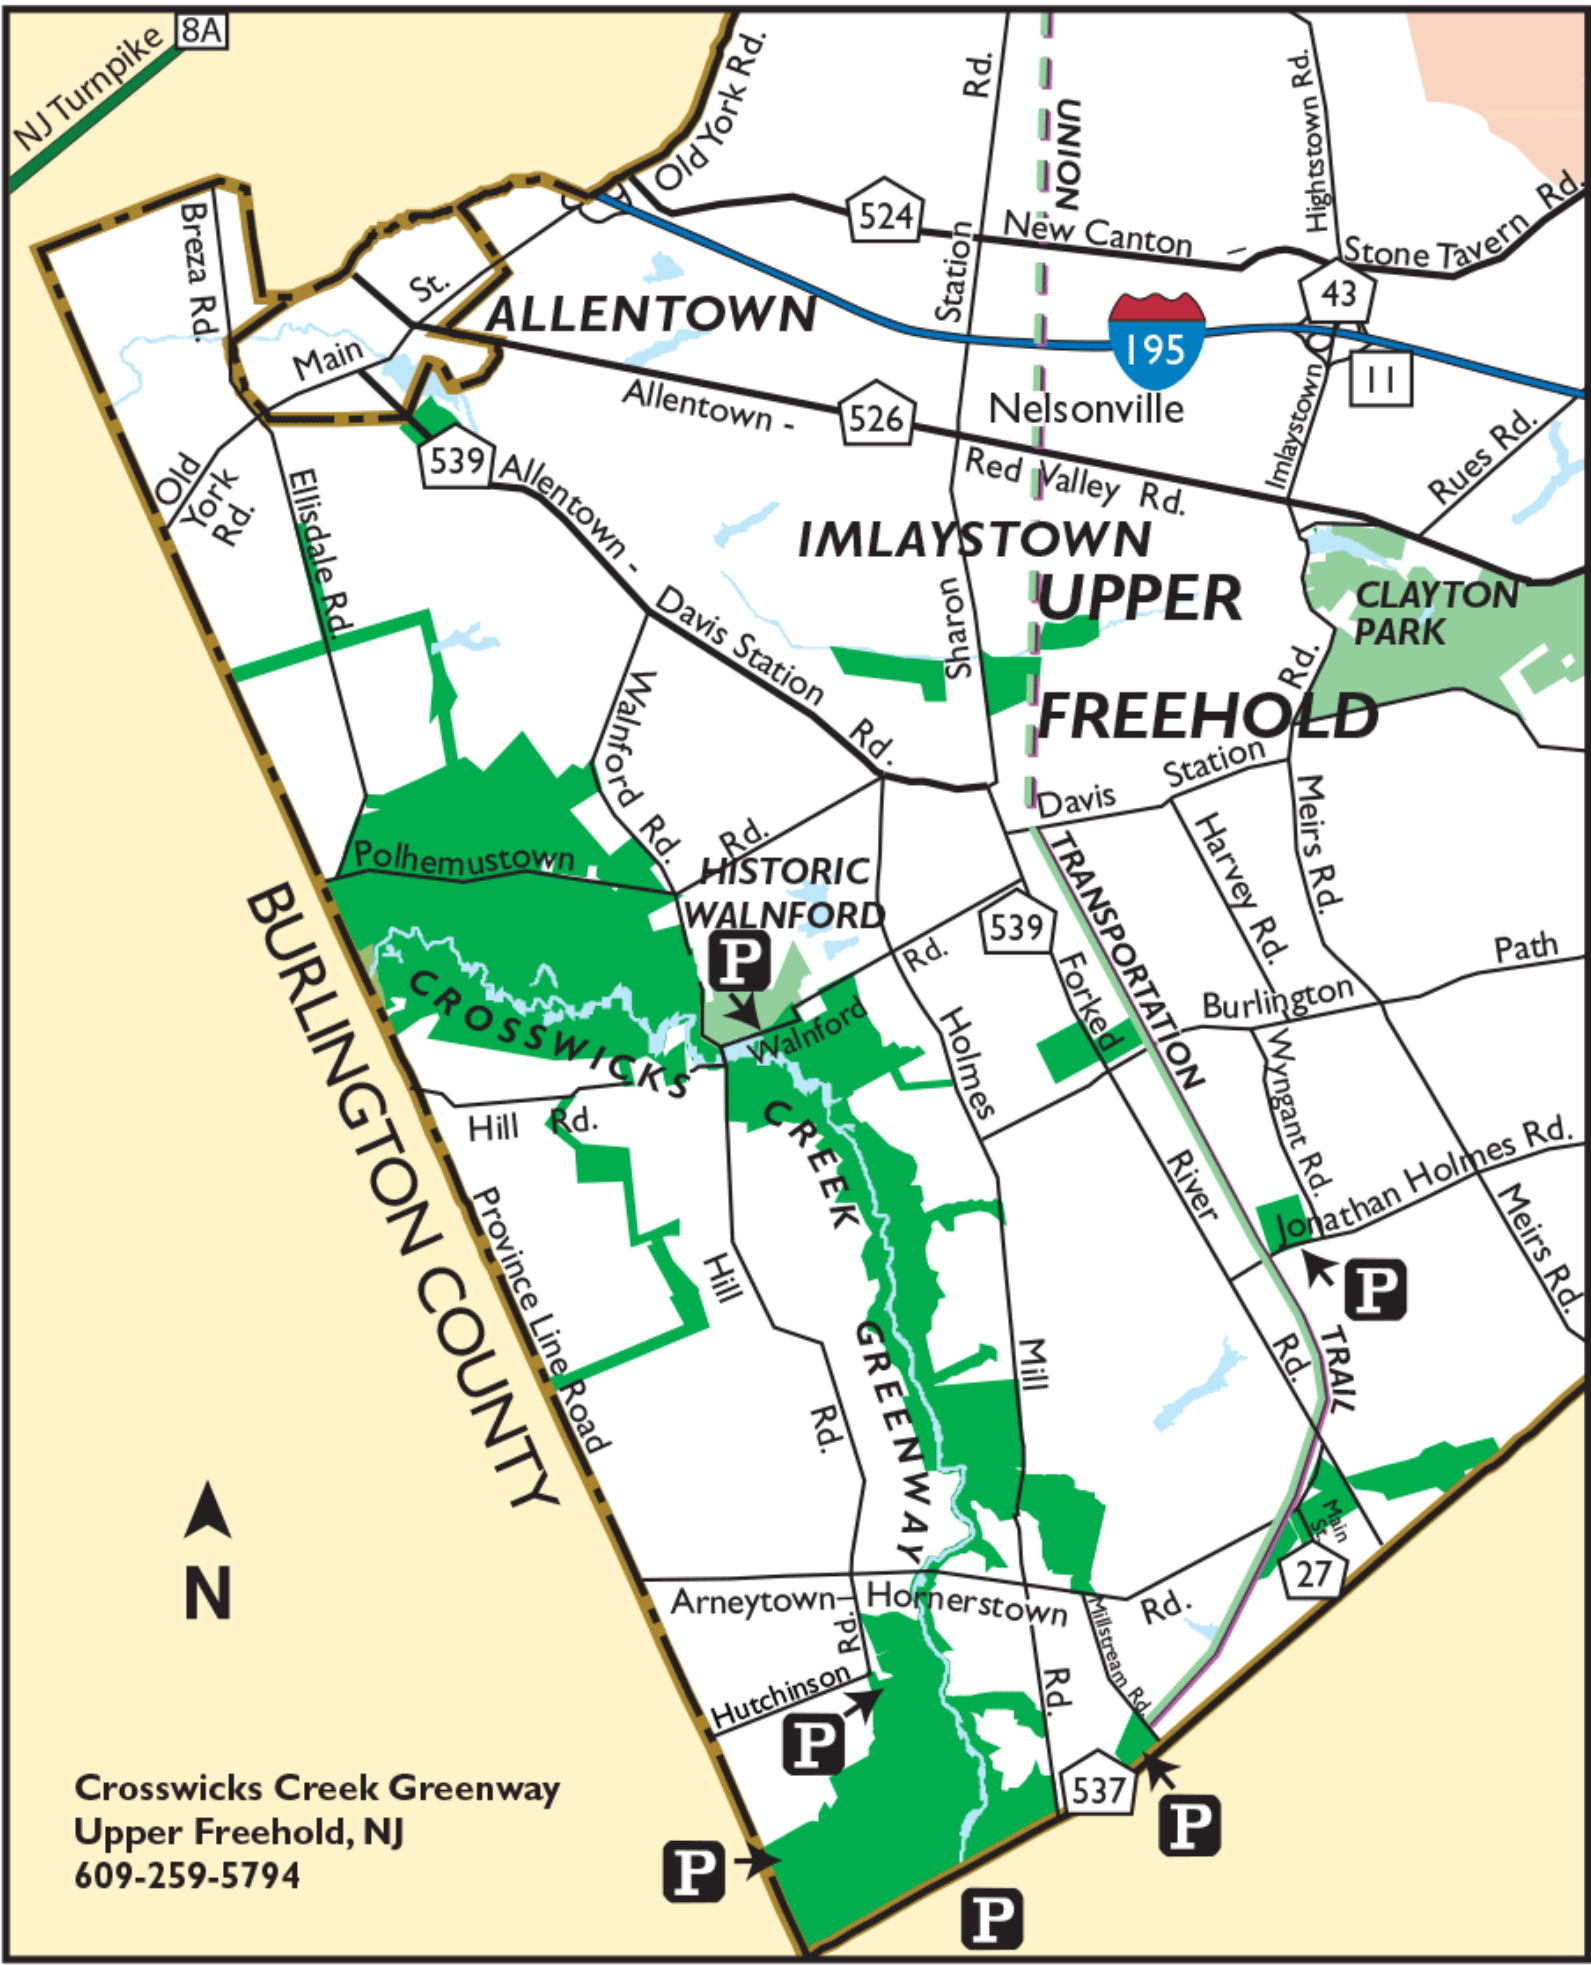 8A
NJ Turnpike
Old York Rd.
Rd.
UNION
Hightstown Rd.
Breza Rd.
524
New Canton –
Stone Tavern Rd.
Station
43
St.
ALLENTOWN
195
11
Main
Allentown -
526
Nelsonville
Imlaystown
Rues Rd.
Red Valley Rd.
539
Old
York
Rd.
Ellisdale Rd.
Allentown -
IMLAYSTOWN
UPPER
CLAYTON
PARK
Davis Station
Sharon
Rd.
Walnford Rd.
FREEHOLD
Rd.
Station
Davis
Meirs Rd.
Harvey Rd.
Rd.
Polhemustown
HISTORIC
WALNFORD
TRANSPORTATION
539
P
Rd.
Forked
Path
Burlington
BURLINGTON COUNTY
CROSSWICKS
Walnford
Holmes
Wyngant Rd.
Hill Rd.
CREEK
River
Jonathan Holmes Rd.
Province Line Road
Hill
P
Meirs Rd.
GREENWAY
Mill
Rd.
TRAIL
Rd.
N
Main
St.
27
Arneytown– Hornerstown
Rd.
Rd.
Millstream Rd.
Hutchinson
Rd.
P
537
P
Crosswicks Creek Greenway
Upper Freehold, NJ
609-259-5794
P
P